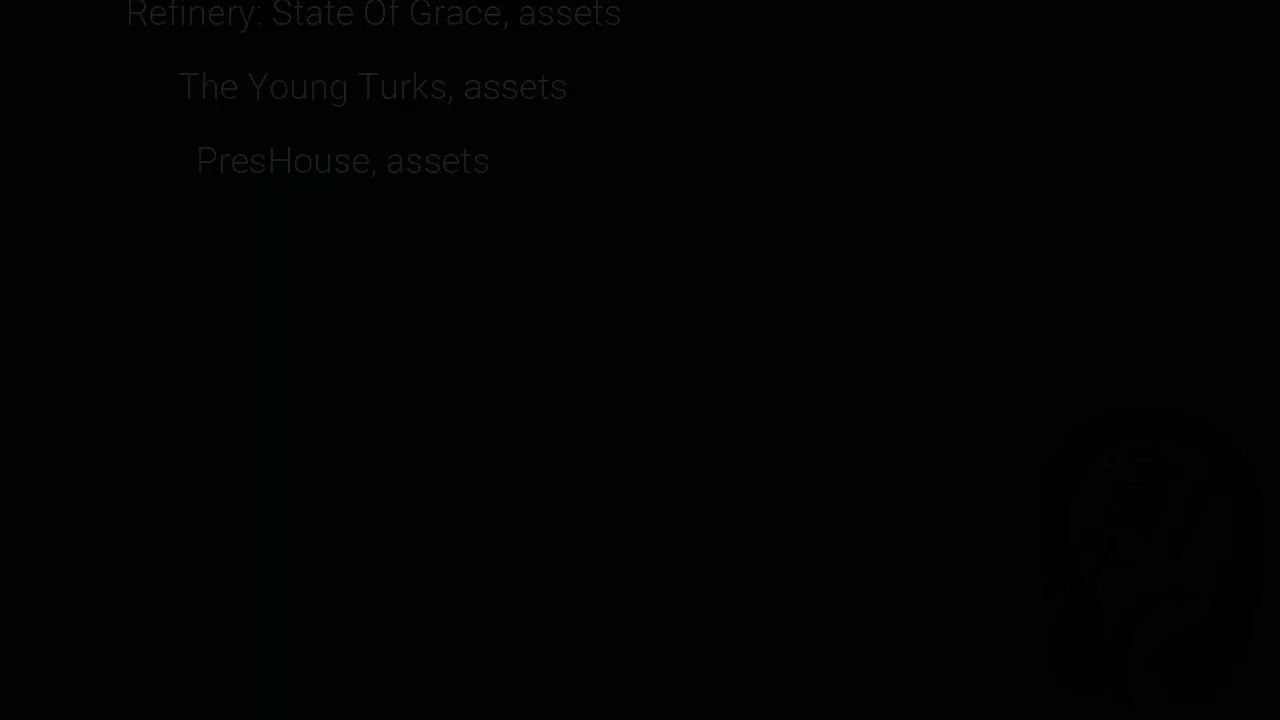 Refinery: State Of Grace, assets
The Young Turks, assets
PresHouse, assets